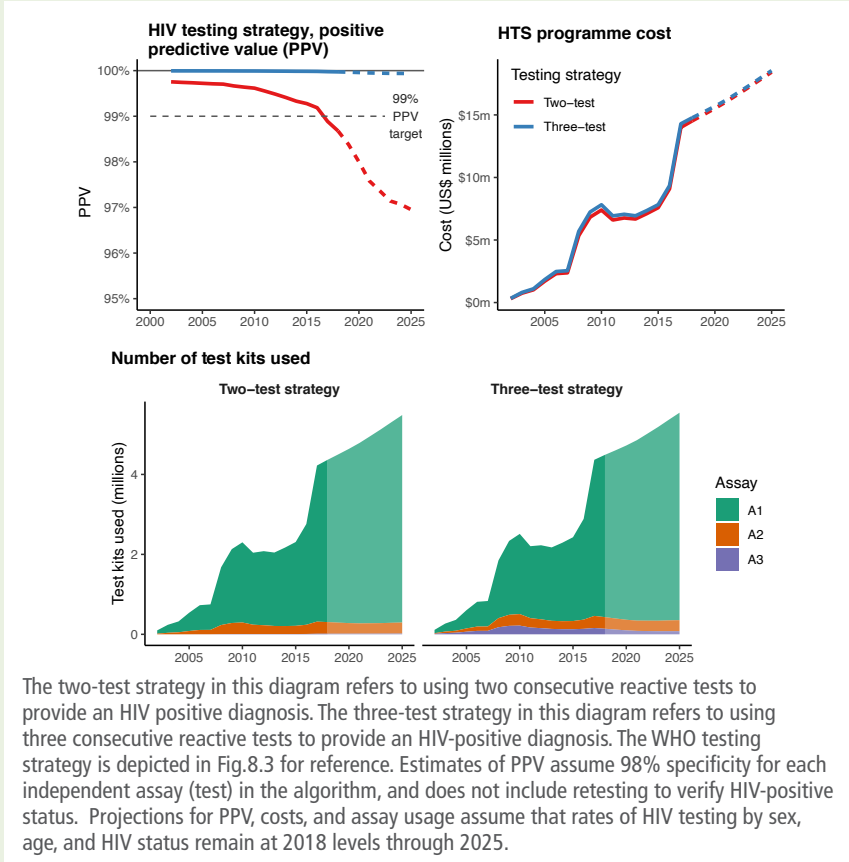 HIV testing strategy, positive
predictive value (PPV)
100%
99%
98%
97%
96%
95%
PPV
99%
PPV
target
2000 2005 2010 2015 2020 2025
HTS programme cost
Testing strategy
Two-test
Three-test
$15m
$10m
$5m
$0m
Cost (US$ millions)
2005 2010 2015 2020 2025
Number of test kits used
Two-test strategy
Three-test strategy
Test kits used (millions)
4
2
0
2005 2010 2015 2020 2025
2005 2010 2015 2020 2025
Assay
A1
A2
A3
The two-test strategy in this diagram refers to using two consecutive reactive tests to
provide an HIV positive diagnosis. The three-test strategy in this diagram refers to using
three consecutive reactive tests to provide an HIV-positive diagnosis. The WHO testing
strategy is depicted in Fig.8.3 for reference. Estimates of PPV assume 98% specificity for each
independent assay (test) in the algorithm, and does not include retesting to verify HIV-positive
status. Projections for PPV, costs, and assay usage assume that rates of HIV testing by sex,
age, and HIV status remain at 2018 levels through 2025.